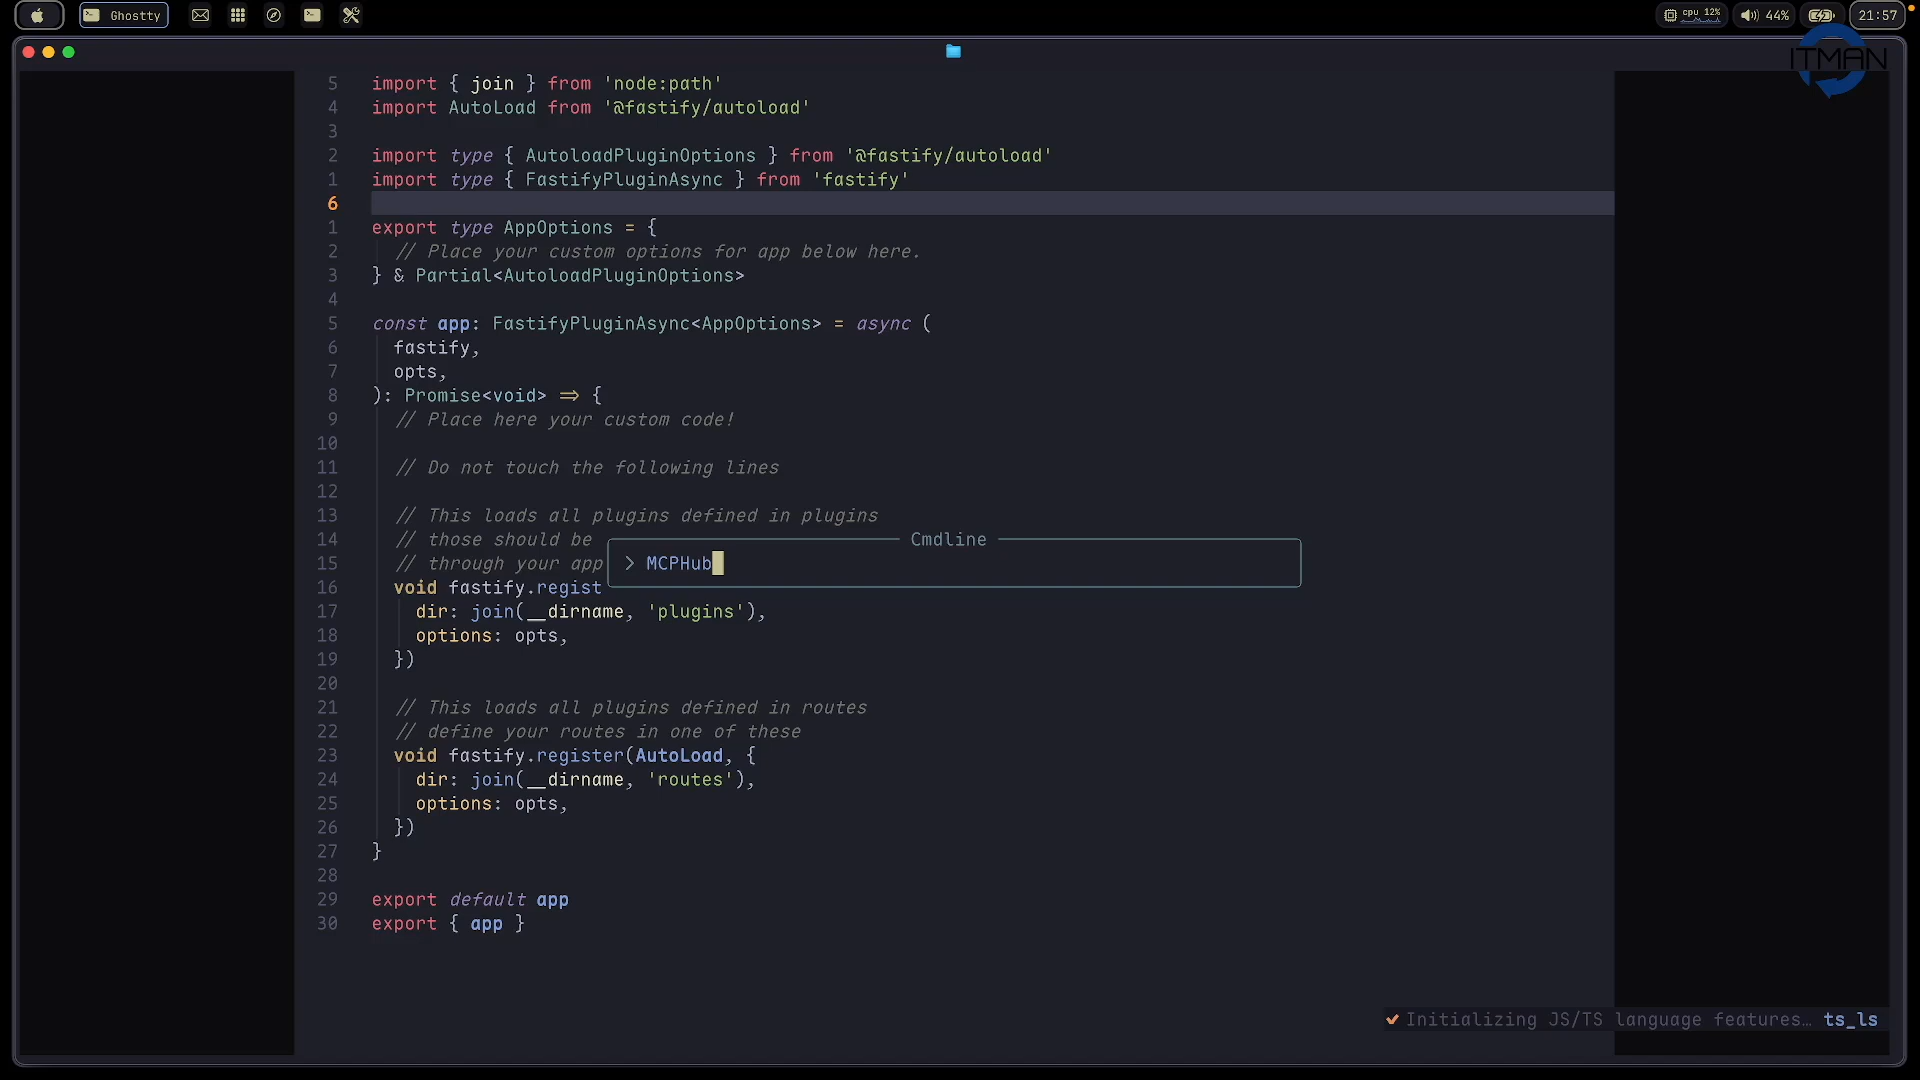 Ghostty
cpu 12%
44%
21:57
ITMAN
5 import { join } from 'node:path'
4 import AutoLoad from '@fastify/autoload'
3
2 import type { AutoloadPluginOptions } from '@fastify/autoload'
1 import type { FastifyPluginAsync } from 'fastify'
6
1 export type AppOptions = {
2 // Place your custom options for app below here.
3 } & Partial<AutoloadPluginOptions>
4
5 const app: FastifyPluginAsync<AppOptions> = async (
6 fastify,
7 opts,
8 ): Promise<void> => {
9 // Place here your custom code!
10
11 // Do not touch the following lines
12
13 // This loads all plugins defined in plugins
14 // those should be
Cmdline
15 // through your app
> MCPHub
16 void fastify.regist
17 dir: join(__dirname, 'plugins'),
18 options: opts,
19 })
20
21 // This loads all plugins defined in routes
22 // define your routes in one of these
23 void fastify.register(AutoLoad, {
24 dir: join(__dirname, 'routes'),
25 options: opts,
26 })
27 }
28
29 export default app
30 export { app }
✔ Initializing JS/TS language features… ts_ls